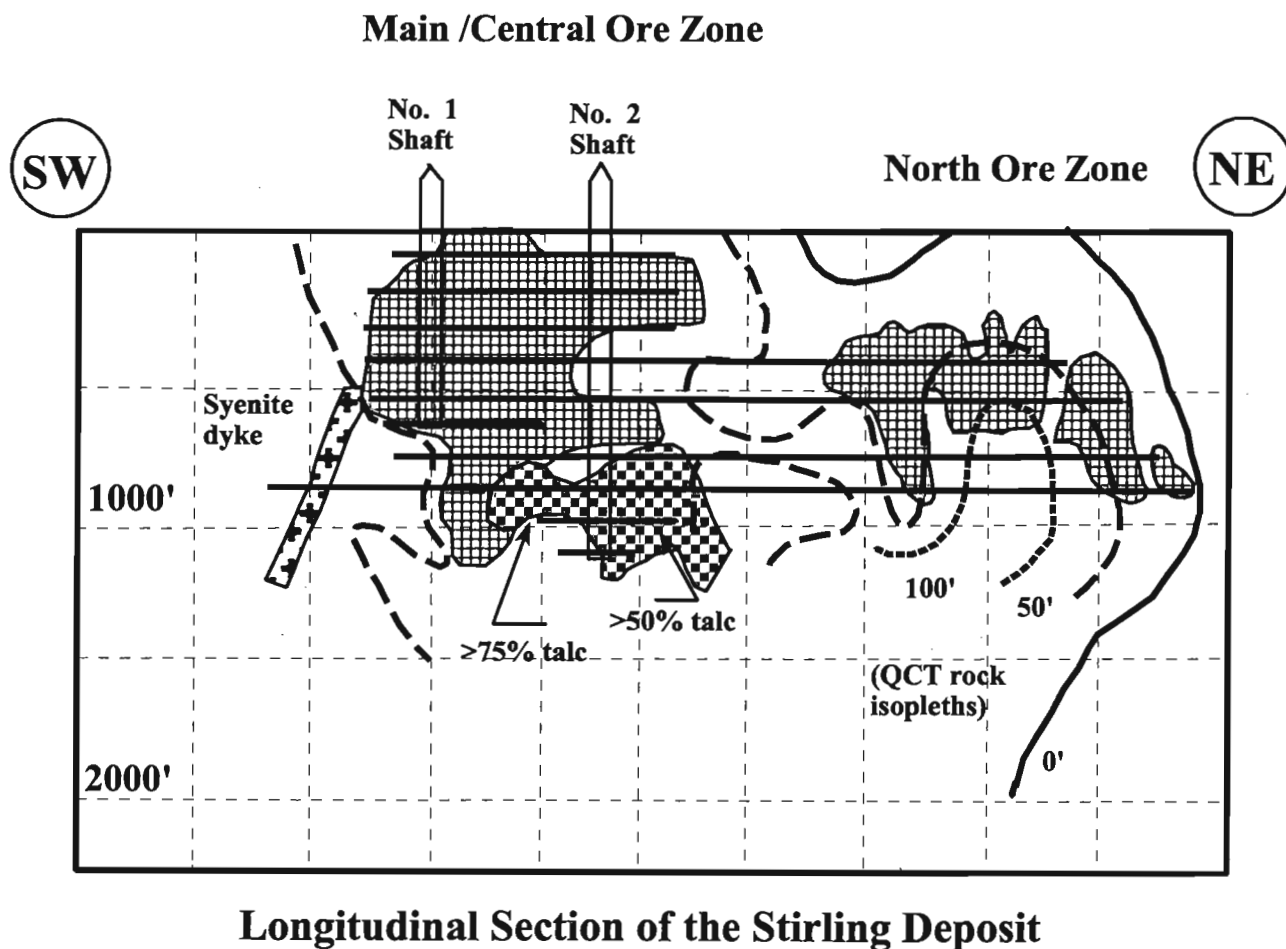 Main /Central Ore Zone
No. 1
Shaft
No. 2
Shaft
SW
North Ore Zone
NE
Syenite
dyke
1000'
100'
50'
>75% talc
>50% talc
(QCT rock
isopleths)
0'
2000'
Longitudinal Section of the Stirling Deposit